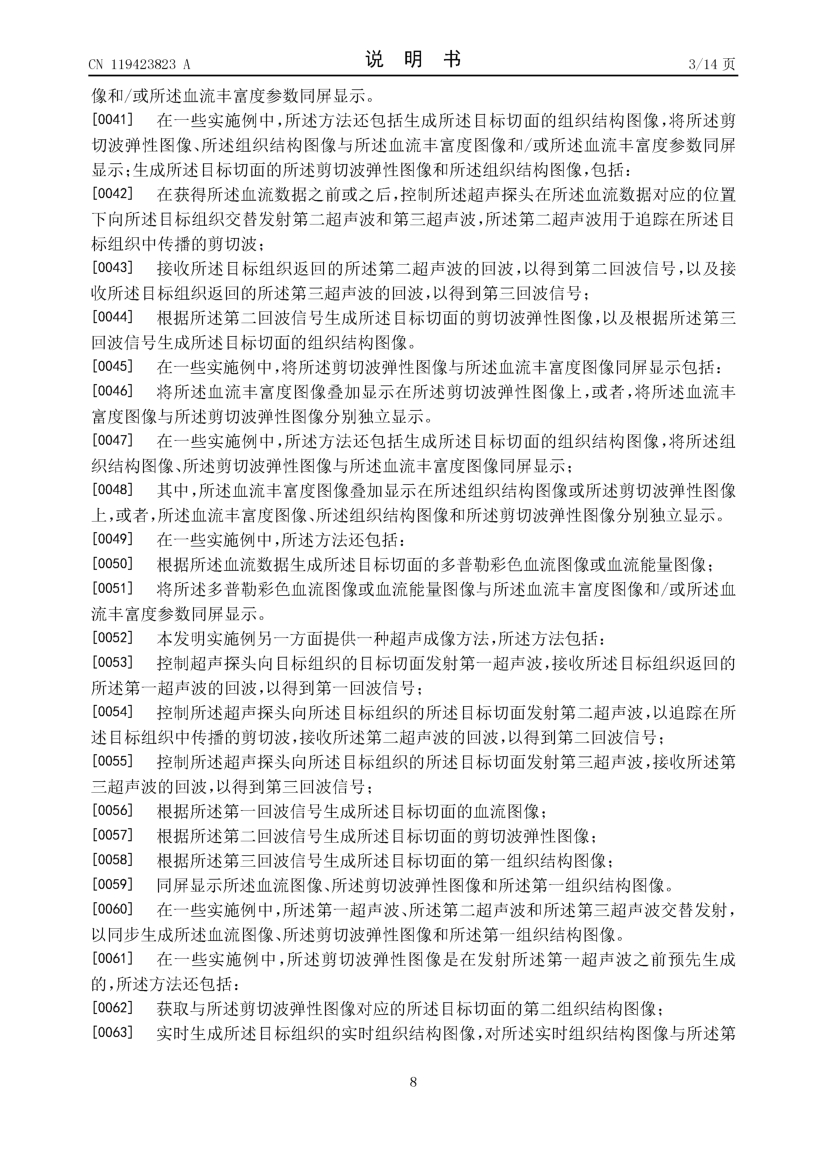 CN 119423823 A
说 明 书
3/14 页
像和/或所述血流丰富度参数同屏显示。
[0041] 在一些实施例中,所述方法还包括生成所述目标切面的组织结构图像,将所述剪
切波弹性图像、所述组织结构图像与所述血流丰富度图像和/或所述血流丰富度参数同屏
显示;生成所述目标切面的所述剪切波弹性图像和所述组织结构图像,包括:
[0042] 在获得所述血流数据之前或之后,控制所述超声探头在所述血流数据对应的位置
下向所述目标组织交替发射第二超声波和第三超声波,所述第二超声波用于追踪在所述目
标组织中传播的剪切波;
[0043] 接收所述目标组织返回的所述第二超声波的回波,以得到第二回波信号,以及接
收所述目标组织返回的所述第三超声波的回波,以得到第三回波信号;
[0044] 根据所述第二回波信号生成所述目标切面的剪切波弹性图像,以及根据所述第三
回波信号生成所述目标切面的组织结构图像。
[0045] 在一些实施例中,将所述剪切波弹性图像与所述血流丰富度图像同屏显示包括:
[0046] 将所述血流丰富度图像叠加显示在所述剪切波弹性图像上,或者,将所述血流丰
富度图像与所述剪切波弹性图像分别独立显示。
[0047] 在一些实施例中,所述方法还包括生成所述目标切面的组织结构图像,将所述组
织结构图像、所述剪切波弹性图像与所述血流丰富度图像同屏显示;
[0048] 其中,所述血流丰富度图像叠加显示在所述组织结构图像或所述剪切波弹性图像
上,或者,所述血流丰富度图像、所述组织结构图像和所述剪切波弹性图像分别独立显示。
[0049] 在一些实施例中,所述方法还包括:
[0050] 根据所述血流数据生成所述目标切面的多普勒彩色血流图像或血流能量图像;
[0051] 将所述多普勒彩色血流图像或血流能量图像与所述血流丰富度图像和/或所述血
流丰富度参数同屏显示。
[0052] 本发明实施例另一方面提供一种超声成像方法,所述方法包括:
[0053] 控制超声探头向目标组织的目标切面发射第一超声波,接收所述目标组织返回的
所述第一超声波的回波,以得到第一回波信号;
[0054] 控制所述超声探头向所述目标组织的所述目标切面发射第二超声波,以追踪在所
述目标组织中传播的剪切波,接收所述第二超声波的回波,以得到第二回波信号;
[0055] 控制所述超声探头向所述目标组织的所述目标切面发射第三超声波,接收所述第
三超声波的回波,以得到第三回波信号;
[0056] 根据所述第一回波信号生成所述目标切面的血流图像;
[0057] 根据所述第二回波信号生成所述目标切面的剪切波弹性图像;
[0058] 根据所述第三回波信号生成所述目标切面的第一组织结构图像;
[0059] 同屏显示所述血流图像、所述剪切波弹性图像和所述第一组织结构图像。
[0060] 在一些实施例中,所述第一超声波、所述第二超声波和所述第三超声波交替发射,
以同步生成所述血流图像、所述剪切波弹性图像和所述第一组织结构图像。
[0061] 在一些实施例中,所述剪切波弹性图像是在发射所述第一超声波之前预先生成
的,所述方法还包括:
[0062] 获取与所述剪切波弹性图像对应的所述目标切面的第二组织结构图像;
[0063] 实时生成所述目标组织的实时组织结构图像,对所述实时组织结构图像与所述第
8